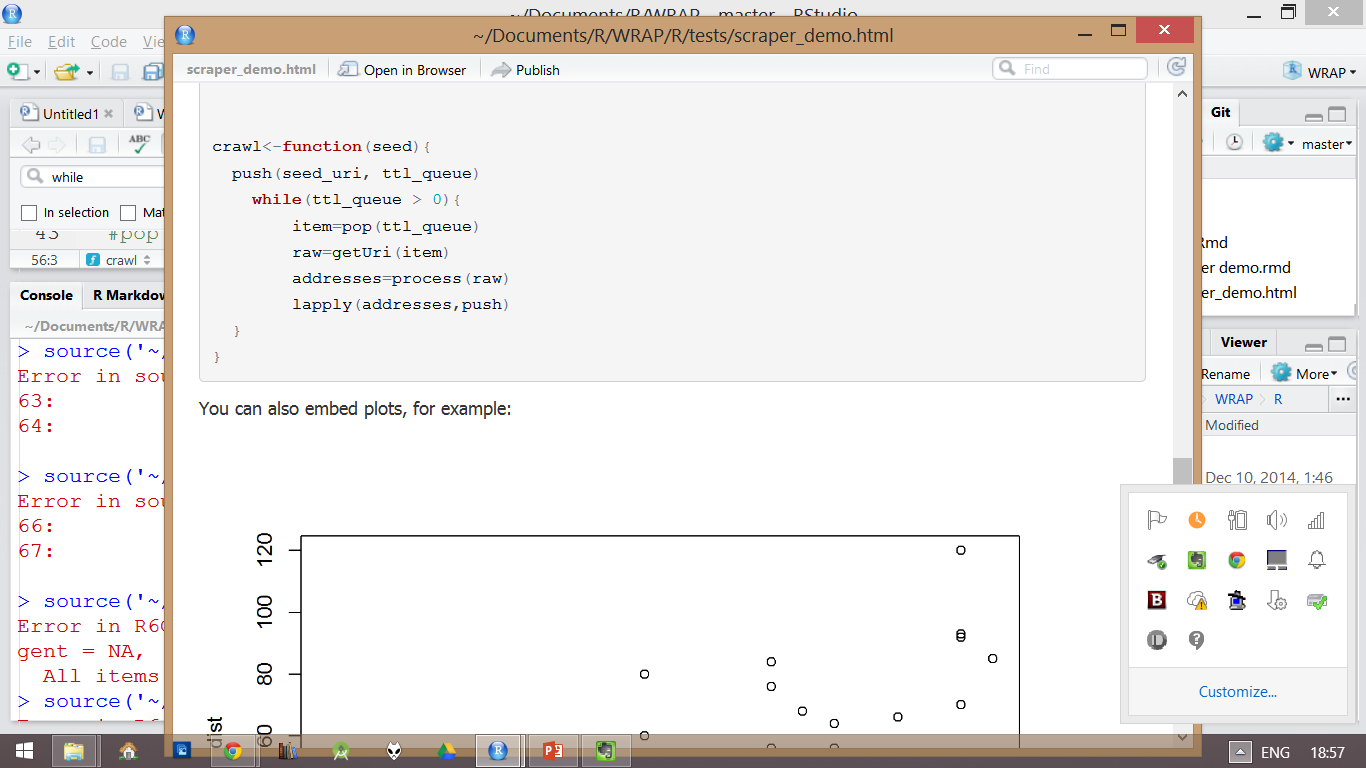 ~/Documents/R/WRAP - master - RStudio
File Edit Code
~/Documents/R/WRAP/R/tests/scraper_demo.html
scraper_demo.html Open in Browser Publish Find
WRAP
Untitled1
ABC
while
In selection
43 #pop
56:3 crawl
crawl<-function(seed){
push(seed_uri, ttl_queue)
while(ttl_queue > 0){
item=pop(ttl_queue)
raw=getUri(item)
addresses=process(raw)
lapply(addresses,push)
}
}
You can also embed plots, for example:
120
100
80
60
dist
Console
~/Documents/R/WRA
> source('~/
Error in sou
63:
64:
> source('~/
Error in sou
66:
67:
> source('~/
Error in R6C
gent = NA,
All items
> source('~/
Git
master
er demo.rmd
er_demo.html
Viewer
Rename More
WRAP R ...
Modified
Dec 10, 2014, 1:46
Customize...
ENG 18:57